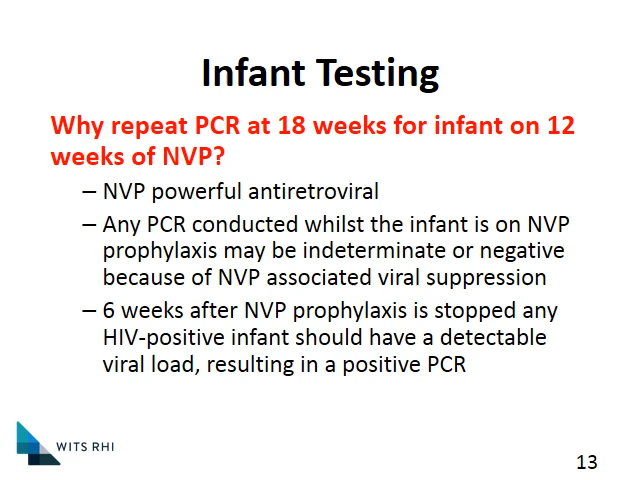 Infant Testing
Why repeat PCR at 18 weeks for infant on 12
weeks of NVP?
– NVP powerful antiretroviral
– Any PCR conducted whilst the infant is on NVP
prophylaxis may be indeterminate or negative
because of NVP associated viral suppression
– 6 weeks after NVP prophylaxis is stopped any
HIV-positive infant should have a detectable
viral load, resulting in a positive PCR
WITS RHI
13